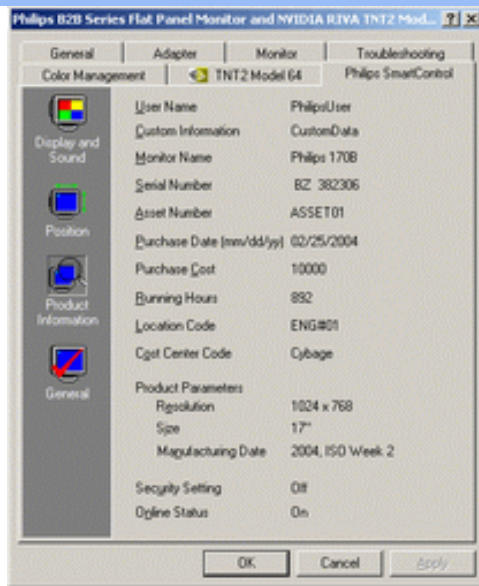 Philips B2B Series Flat Panel Monitor and NVIDIA RIVA TNT2 Mod...
General Adapter Monitor Troubleshooting
Color Management TNT2 Model 64 Philips SmartControl
Display and Sound
Position
Product Information
General
User Name PhilipsUser
Custom Information CustomData
Monitor Name Philips 170B
Serial Number BZ 382306
Asset Number ASSET01
Purchase Date (mm/dd/yy) 02/25/2004
Purchase Cost 10000
Running Hours 892
Location Code ENG#01
Cost Center Code Cybage
Product Parameters
Resolution 1024 x 768
Size 17"
Manufacturing Date 2004, ISO Week 2
Security Setting Off
Online Status On
OK Cancel Apply